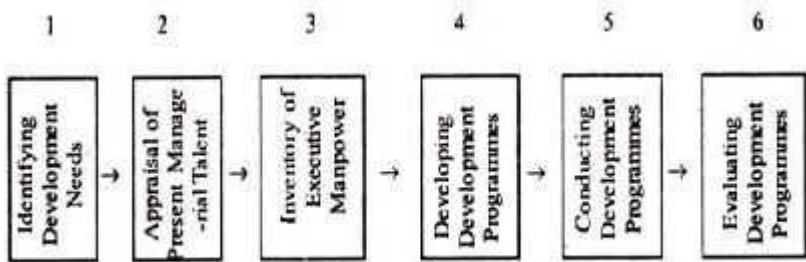 1 2 3 4 5 6
Identifying
Development
Needs
Appraisal of
Present Manage
-rial Talent
Inventory of
Executive
Manpower
Developing
Development
Programmes
Conducting
Development
Programmes
Evaluating
Development
Programmes